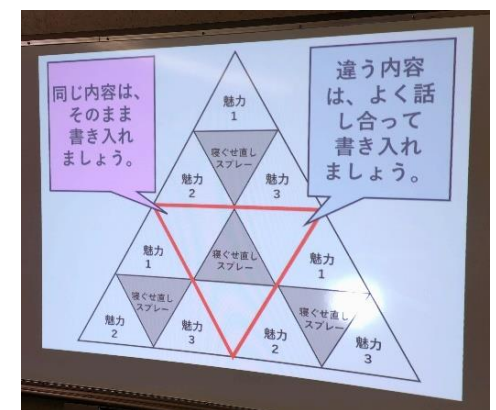 同じ内容は、
そのまま
書き入れ
ましょう。
違う内容
は、よく話
し合って
書き入れ
ましょう。
魅力
1
寝ぐせ直し
スプレー
魅力
2
魅力
3
魅力
1
寝ぐせ直し
スプレー
魅力
1
寝ぐせ直し
スプレー
寝ぐせ直し
スプレー
魅力
2
魅力
3
魅力
2
魅力
3